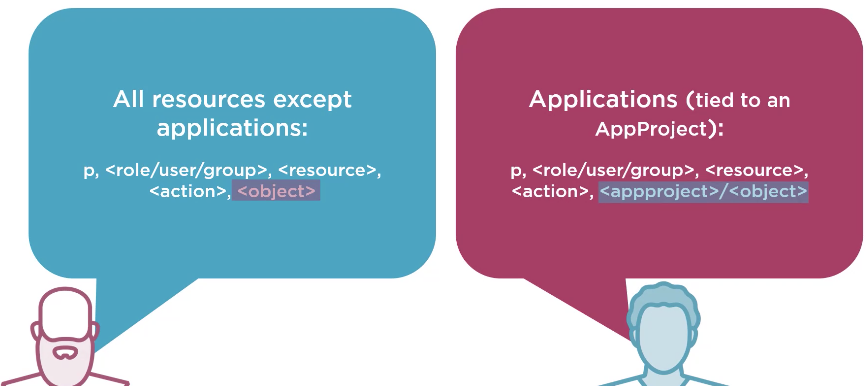 All resources except
applications:
p, <role/user/group>, <resource>,
<action>, <object>
Applications (tied to an
AppProject):
p, <role/user/group>, <resource>,
<action>, <appproject>/<object>